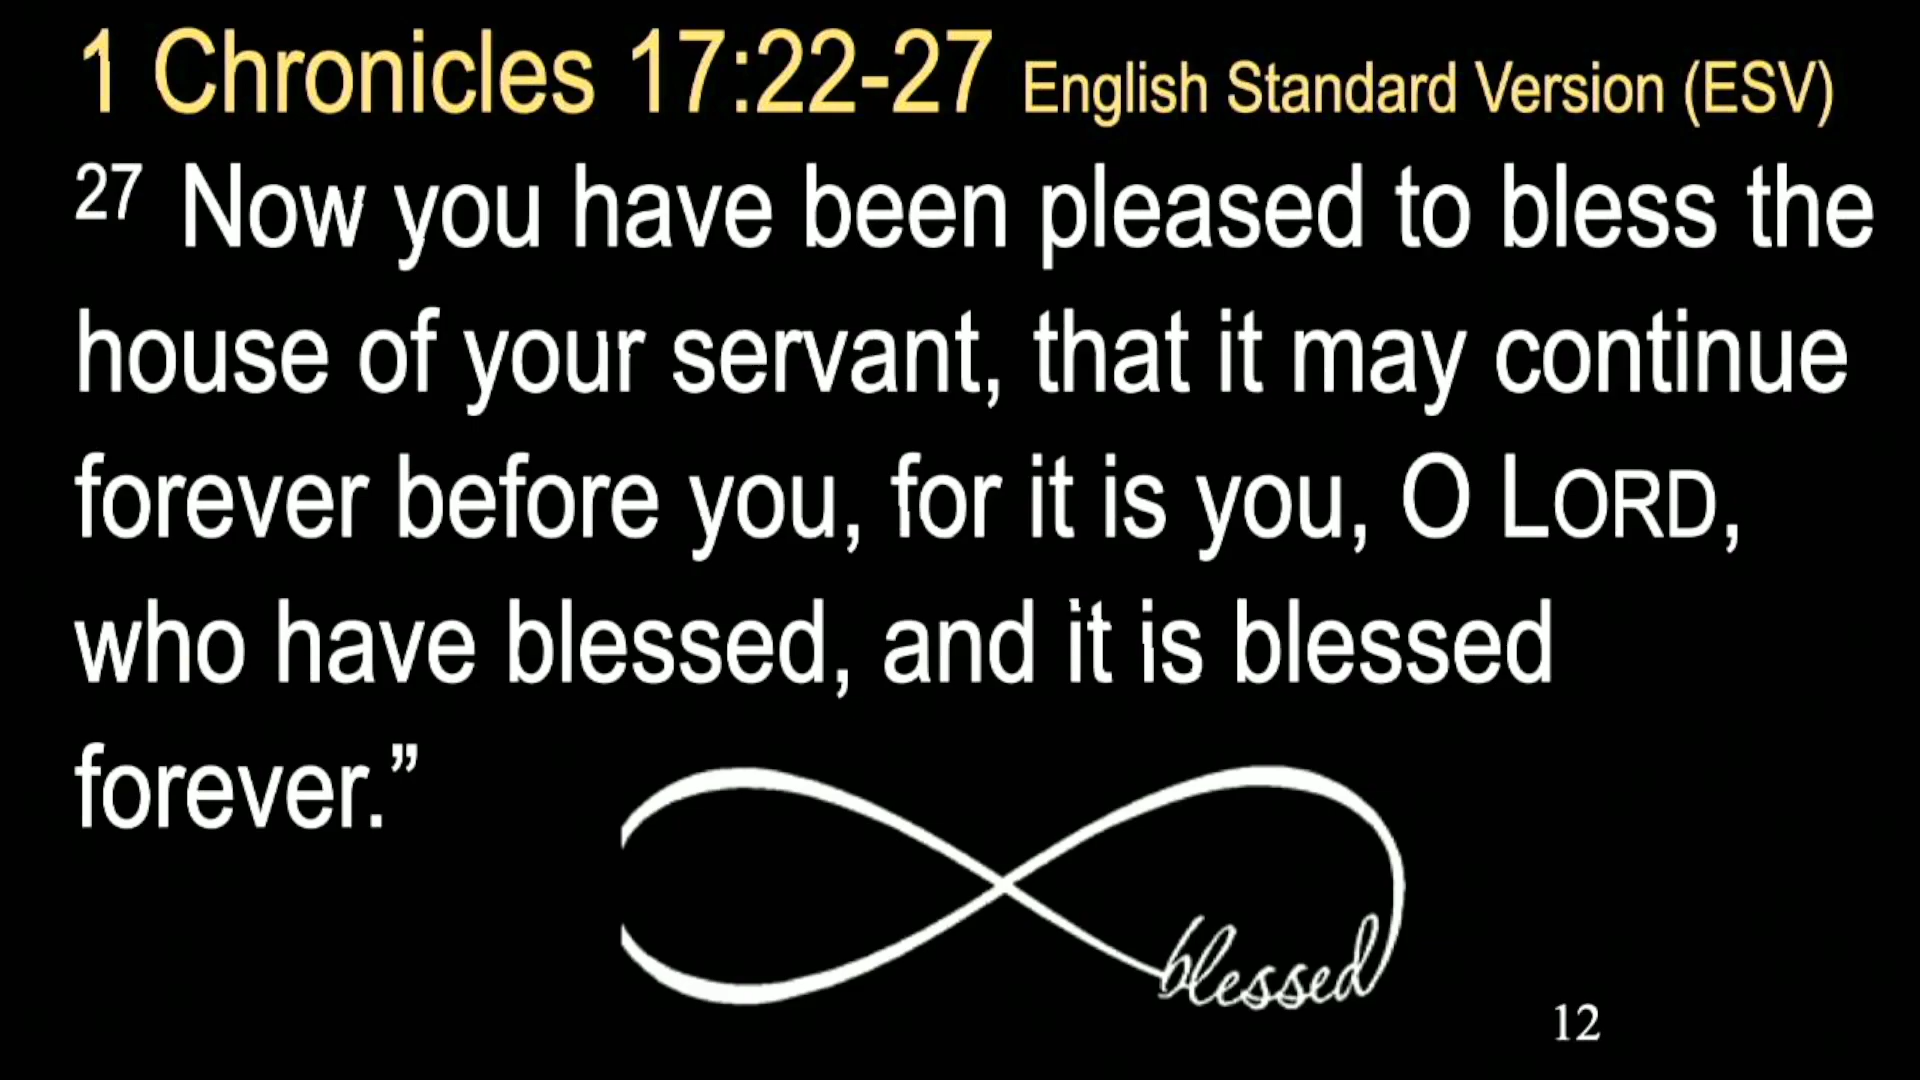 1 Chronicles 17:22-27 English Standard Version (ESV)
27 Now you have been pleased to bless the
house of your servant, that it may continue
forever before you, for it is you, O LORD,
who have blessed, and it is blessed
forever.”
blessed
12